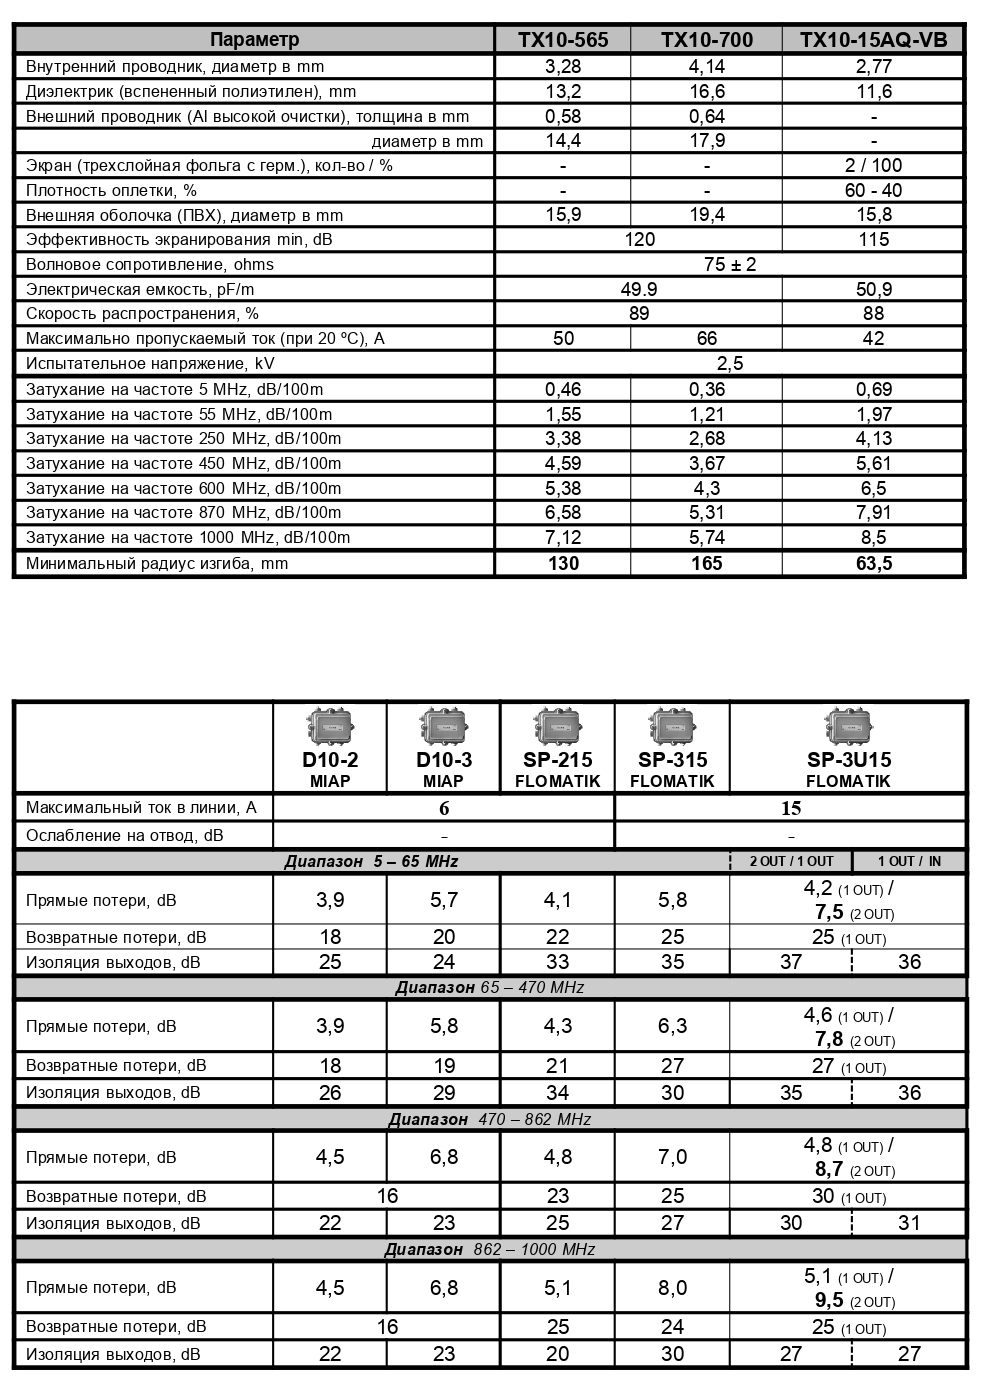 Параметр TX10-565 TX10-700 TX10-15AQ-VB
Внутренний проводник, диаметр в mm 3,28 4,14 2,77
Диэлектрик (вспененный полиэтилен), mm 13,2 16,6 11,6
Внешний проводник (Al высокой очистки), толщина в mm 0,58 0,64 -
диаметр в mm 14,4 17,9 -
Экран (трехслойная фольга с герм.), кол-во / % - - 2 / 100
Плотность оплетки, % - - 60 - 40
Внешняя оболочка (ПВХ), диаметр в mm 15,9 19,4 15,8
Эффективность экранирования min, dB 120 115
Волновое сопротивление, ohms 75 ± 2
Электрическая емкость, pF/m 49.9 50,9
Скорость распространения, % 89 88
Максимально пропускаемый ток (при 20 ºC), А 50 66 42
Испытательное напряжение, kV 2,5
Затухание на частоте 5 MHz, dB/100m 0,46 0,36 0,69
Затухание на частоте 55 MHz, dB/100m 1,55 1,21 1,97
Затухание на частоте 250 MHz, dB/100m 3,38 2,68 4,13
Затухание на частоте 450 MHz, dB/100m 4,59 3,67 5,61
Затухание на частоте 600 MHz, dB/100m 5,38 4,3 6,5
Затухание на частоте 870 MHz, dB/100m 6,58 5,31 7,91
Затухание на частоте 1000 MHz, dB/100m 7,12 5,74 8,5
Минимальный радиус изгиба, mm 130 165 63,5
D10-2 D10-3 SP-215 SP-315 SP-3U15
MIAP MIAP FLOMATIK FLOMATIK FLOMATIK
Максимальный ток в линии, А 6 15
Ослабление на отвод, dB – –
Диапазон 5 – 65 MHz 2 OUT / 1 OUT 1 OUT / IN
Прямые потери, dB 3,9 5,7 4,1 5,8 4,2 (1 OUT) /
7,5 (2 OUT)
Возвратные потери, dB 18 20 22 25 25 (1 OUT)
Изоляция выходов, dB 25 24 33 35 37 36
Диапазон 65 – 470 MHz
Прямые потери, dB 3,9 5,8 4,3 6,3 4,6 (1 OUT) /
7,8 (2 OUT)
Возвратные потери, dB 18 19 21 27 27 (1 OUT)
Изоляция выходов, dB 26 29 34 30 35 36
Диапазон 470 – 862 MHz
Прямые потери, dB 4,5 6,8 4,8 7,0 4,8 (1 OUT) /
8,7 (2 OUT)
Возвратные потери, dB 16 23 25 30 (1 OUT)
Изоляция выходов, dB 22 23 25 27 30 31
Диапазон 862 – 1000 MHz
Прямые потери, dB 4,5 6,8 5,1 8,0 5,1 (1 OUT) /
9,5 (2 OUT)
Возвратные потери, dB 16 25 24 25 (1 OUT)
Изоляция выходов, dB 22 23 20 30 27 27